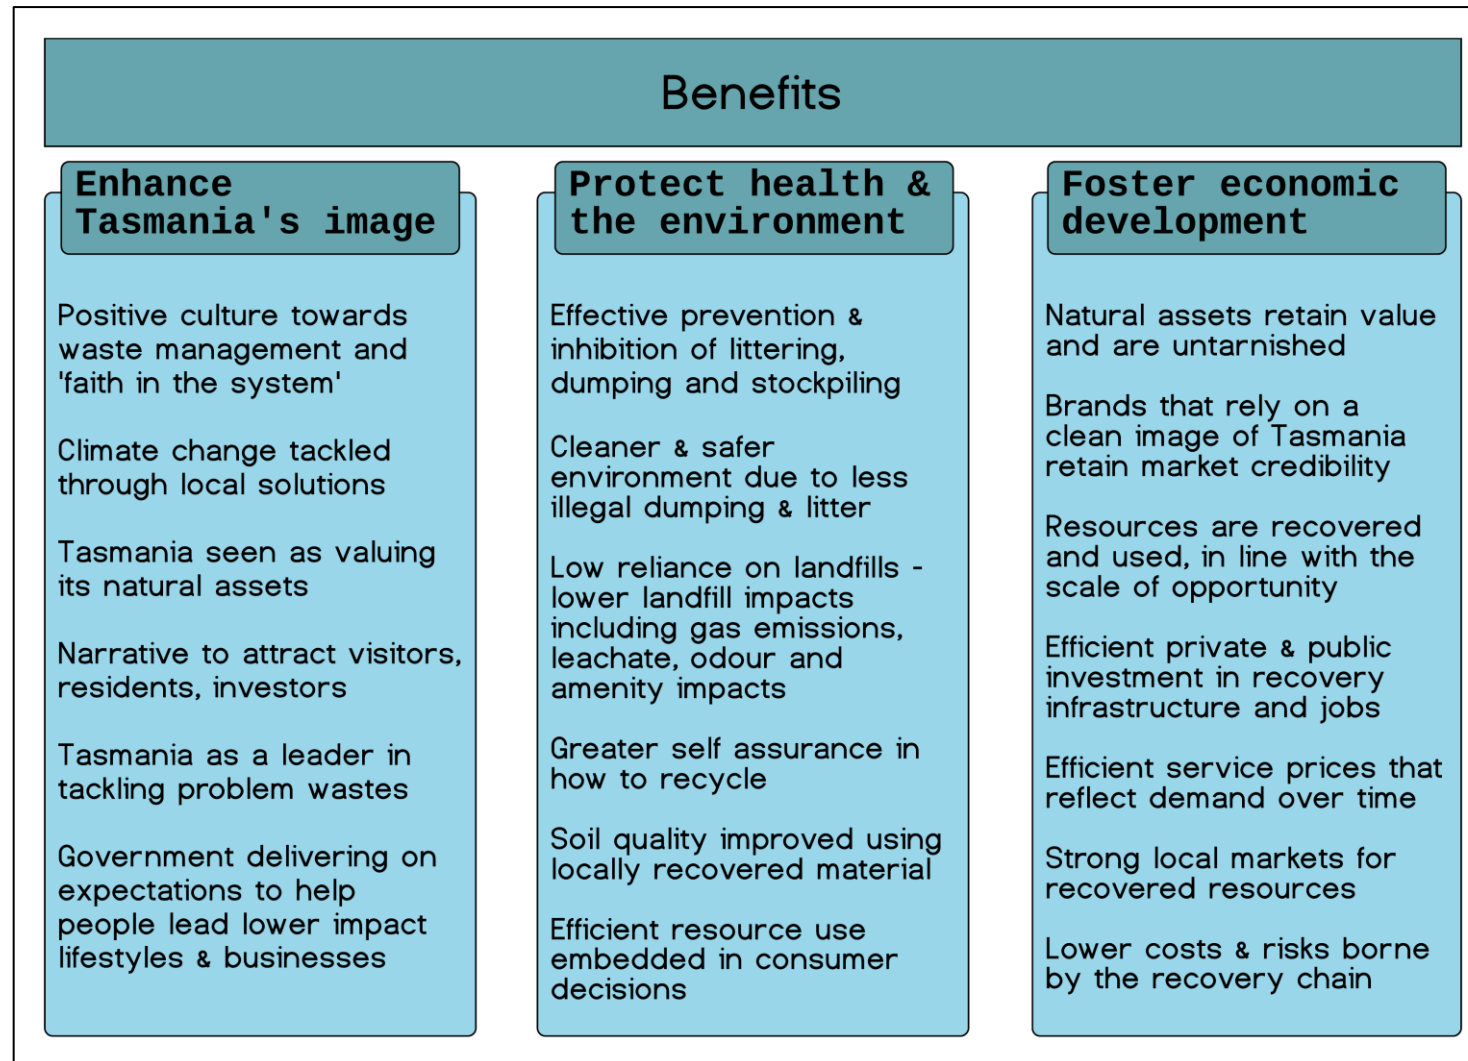 Benefits
Enhance
Tasmania's image
Positive culture towards
waste management and
'faith in the system'
Climate change tackled
through local solutions
Tasmania seen as valuing
its natural assets
Narrative to attract visitors,
residents, investors
Tasmania as a leader in
tackling problem wastes
Government delivering on
expectations to help
people lead lower impact
lifestyles & businesses
Protect health &
the environment
Effective prevention &
inhibition of littering,
dumping and stockpiling
Cleaner & safer
environment due to less
illegal dumping & litter
Low reliance on landfills -
lower landfill impacts
including gas emissions,
leachate, odour and
amenity impacts
Greater self assurance in
how to recycle
Soil quality improved using
locally recovered material
Efficient resource use
embedded in consumer
decisions
Foster economic
development
Natural assets retain value
and are untarnished
Brands that rely on a
clean image of Tasmania
retain market credibility
Resources are recovered
and used, in line with the
scale of opportunity
Efficient private & public
investment in recovery
infrastructure and jobs
Efficient service prices that
reflect demand over time
Strong local markets for
recovered resources
Lower costs & risks borne
by the recovery chain